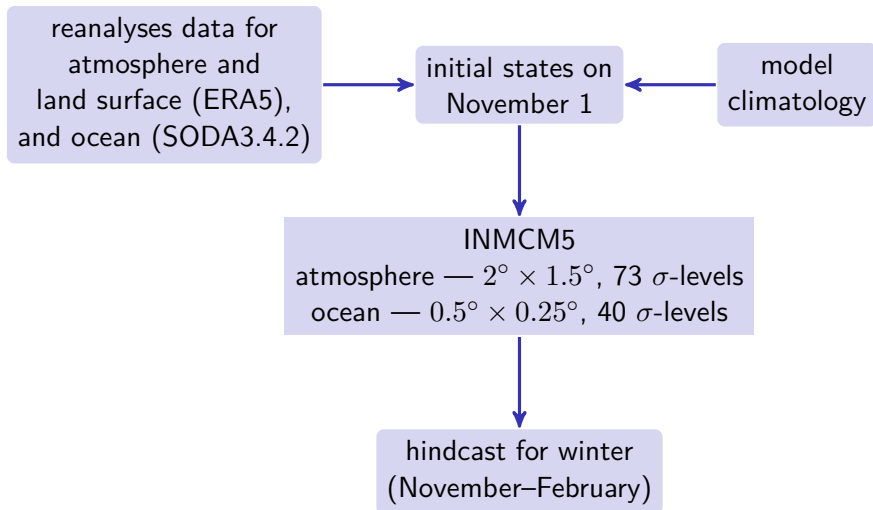 reanalyses data for
atmosphere and
land surface (ERA5),
and ocean (SODA3.4.2)
initial states on
November 1
model
climatology
INMCM5
atmosphere — 2° × 1.5°, 73 σ-levels
ocean — 0.5° × 0.25°, 40 σ-levels
hindcast for winter
(November–February)